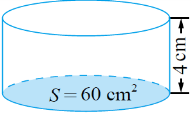 4 cm
S = 60 cm²